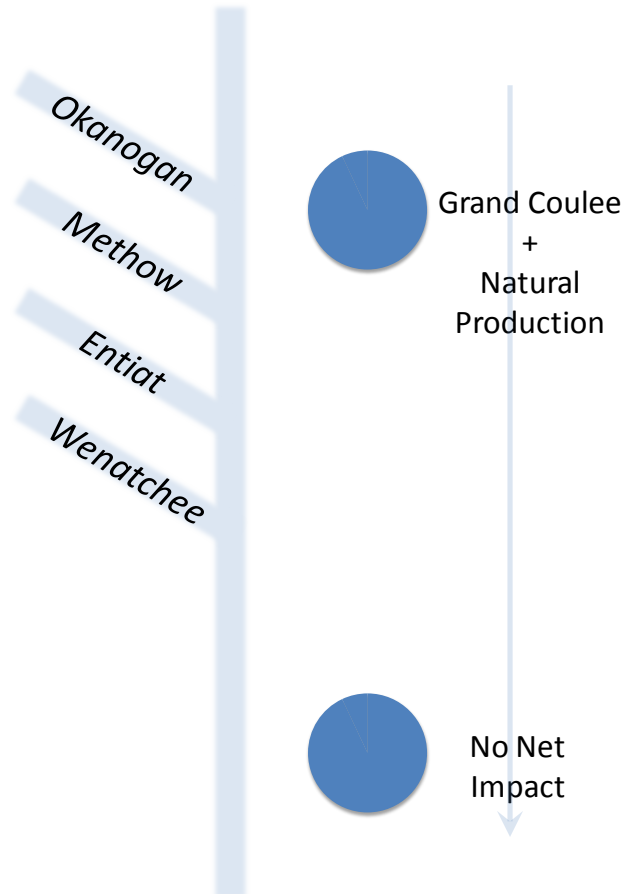 Okanogan
Methow
Entiat
Wenatchee
Grand Coulee
+
Natural
Production
No Net
Impact